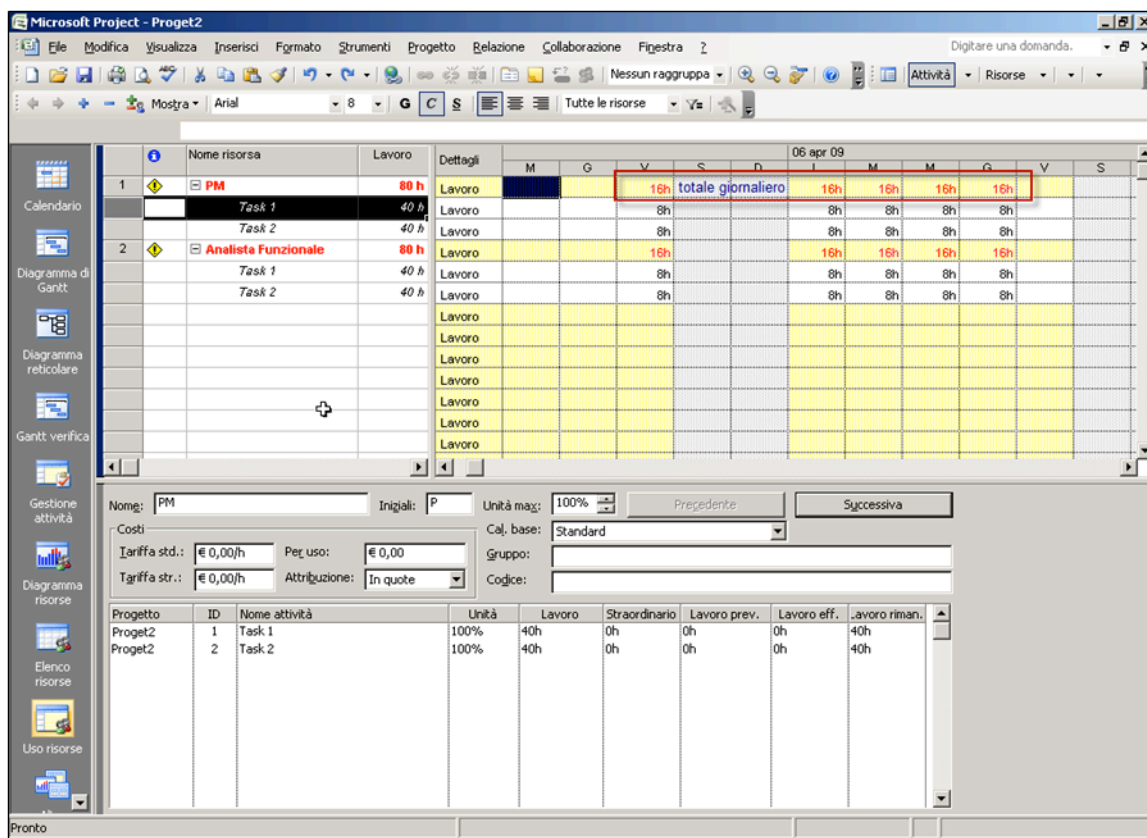 Microsoft Project - Proget2
File Modifica Visualizza Inserisci Formato Strumenti Progetto Relazione Collaborazione Finestra ? Digitare una domanda.
Nessun raggruppa Attività Risorse
Mostra Arial 8 G C S Tutte le risorse
Calendario
Diagramma di Gantt
Diagramma reticolare
Gantt verifica
Gestione attività
Diagramma risorse
Elenco risorse
Uso risorse
Nome risorsa Lavoro Dettagli 06 apr 09
M G V S D L M M G V S
1 PM 80 h Lavoro 16h totale giornaliero 16h 16h 16h 16h
Task 1 40 h Lavoro 8h 8h 8h 8h 8h
Task 2 40 h Lavoro 8h 8h 8h 8h 8h
2 Analista Funzionale 80 h Lavoro 16h 16h 16h 16h 16h
Task 1 40 h Lavoro 8h 8h 8h 8h 8h
Task 2 40 h Lavoro 8h 8h 8h 8h 8h
Lavoro
Lavoro
Lavoro
Lavoro
Lavoro
Lavoro
Lavoro
Nome: PM Iniziali: P Unità max: 100% Precedente Successiva
Costi Cal. base: Standard
Tariffa std.: € 0,00/h Per uso: € 0,00 Gruppo:
Tariffa str.: € 0,00/h Attribuzione: In quote Codice:
Progetto ID Nome attività Unità Lavoro Straordinario Lavoro prev. Lavoro eff. Lavoro riman.
Proget2 1 Task 1 100% 40h 0h 0h 0h 40h
Proget2 2 Task 2 100% 40h 0h 0h 0h 40h
Pronto